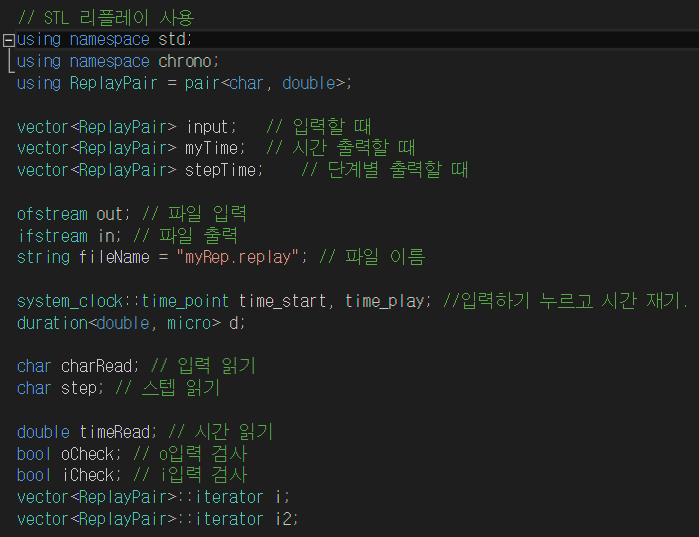 // STL 리플레이 사용
using namespace std;
using namespace chrono;
using ReplayPair = pair<char, double>;
vector<ReplayPair> input; // 입력할 때
vector<ReplayPair> myTime; // 시간 출력할 때
vector<ReplayPair> stepTime; // 단계별 출력할 때
ofstream out; // 파일 입력
ifstream in; // 파일 출력
string fileName = "myRep.replay"; // 파일 이름
system_clock::time_point time_start, time_play; //입력하기 누르고 시간 재기.
duration<double, micro> d;
char charRead; // 입력 읽기
char step; // 스텝 읽기
double timeRead; // 시간 읽기
bool oCheck; // o입력 검사
bool iCheck; // i입력 검사
vector<ReplayPair>::iterator i;
vector<ReplayPair>::iterator i2;